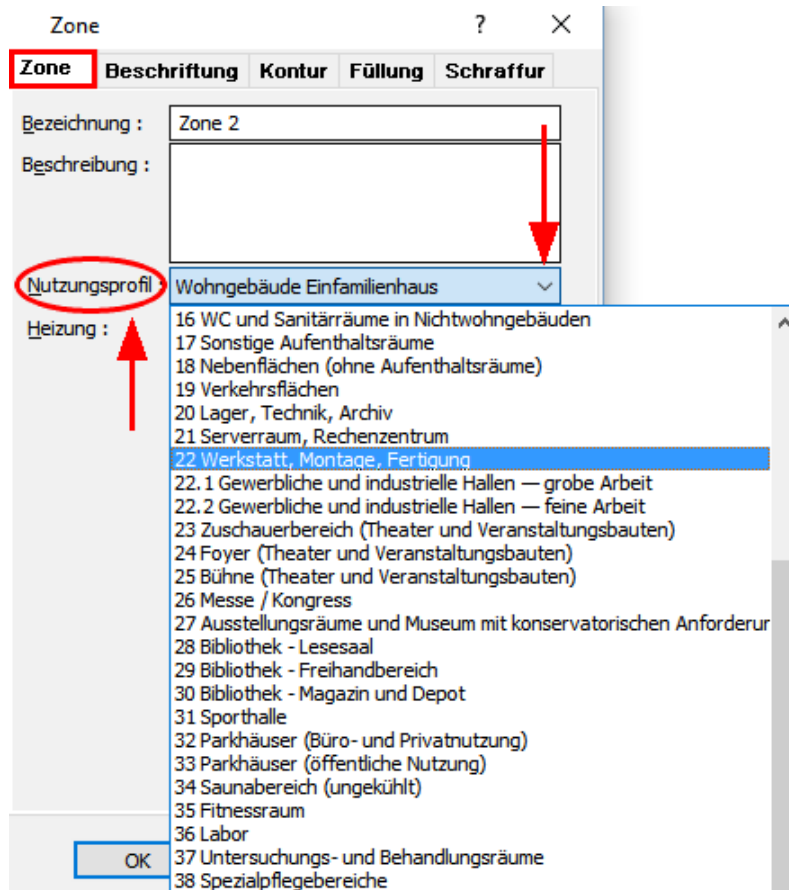 Zone ?
Zone Beschriftung Kontur Füllung Schraffur
Bezeichnung : Zone 2
Beschreibung :
Nutzungsprofil : Wohngebäude Einfamilienhaus
Heizung :
16 WC und Sanitärräume in Nichtwohngebäuden
17 Sonstige Aufenthaltsräume
18 Nebenflächen (ohne Aufenthaltsräume)
19 Verkehrsflächen
20 Lager, Technik, Archiv
21 Serverraum, Rechenzentrum
22 Werkstatt, Montage, Fertigung
22.1 Gewerbliche und industrielle Hallen — grobe Arbeit
22.2 Gewerbliche und industrielle Hallen — feine Arbeit
23 Zuschauerbereich (Theater und Veranstaltungsbauten)
24 Foyer (Theater und Veranstaltungsbauten)
25 Bühne (Theater und Veranstaltungsbauten)
26 Messe / Kongress
27 Ausstellungsräume und Museum mit konservatorischen Anforderur
28 Bibliothek - Lesesaal
29 Bibliothek - Freihandbereich
30 Bibliothek - Magazin und Depot
31 Sporthalle
32 Parkhäuser (Büro- und Privatnutzung)
33 Parkhäuser (öffentliche Nutzung)
34 Saunabereich (ungekühlt)
35 Fitnessraum
36 Labor
37 Untersuchungs- und Behandlungsräume
38 Spezialpflegebereiche
OK